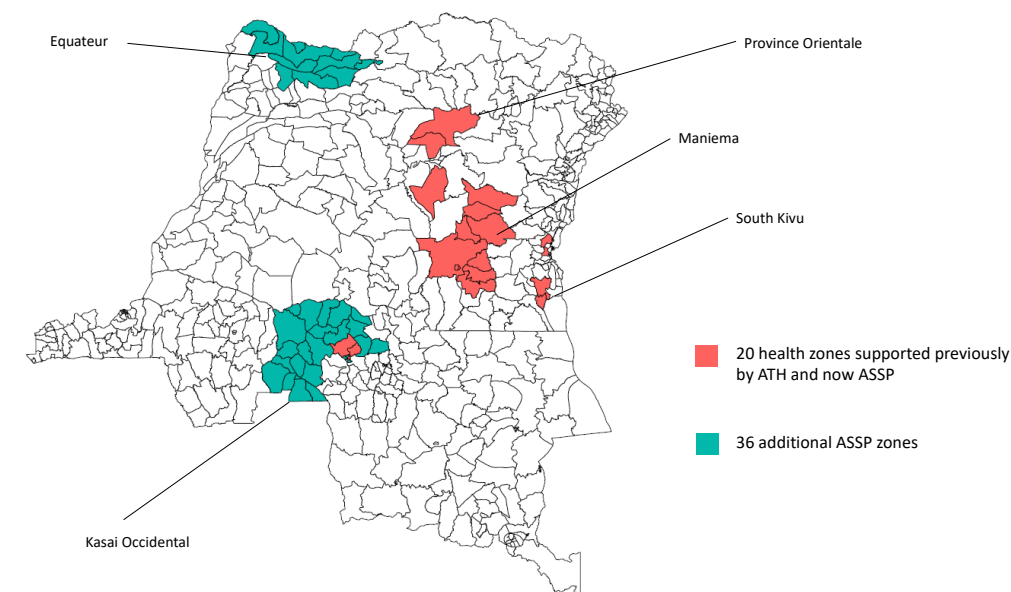 Equateur
Province Orientale
Maniema
South Kivu
20 health zones supported previously
by ATH and now ASSP
36 additional ASSP zones
Kasai Occidental